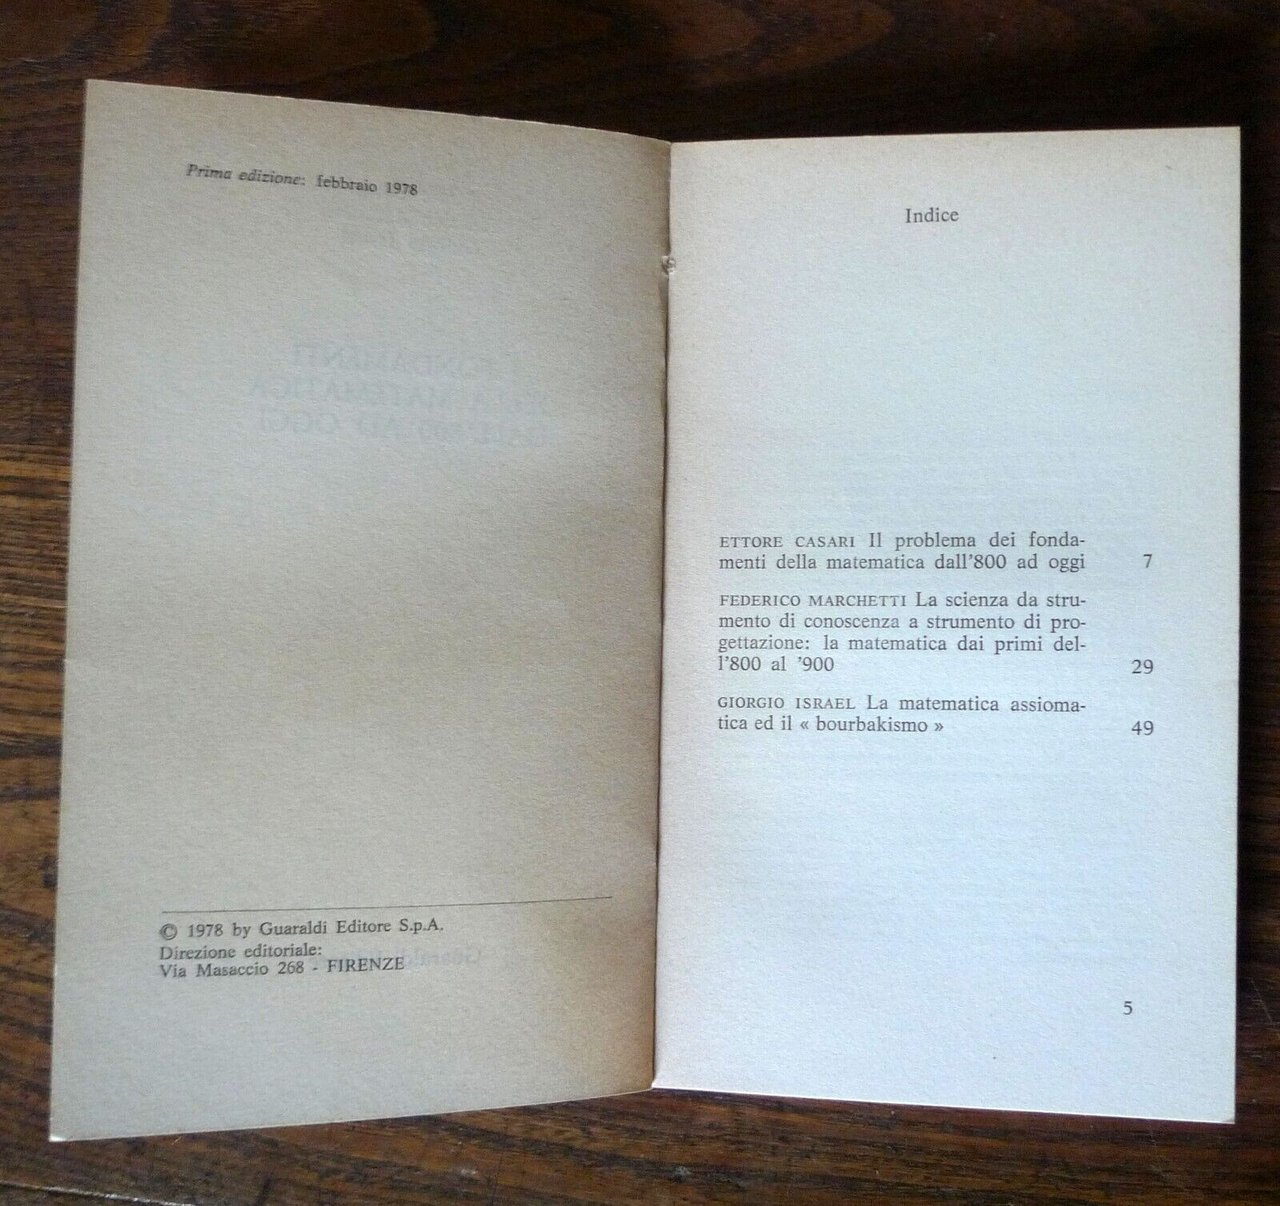 Prima edizione: febbraio 1978
© 1978 by Guaraldi Editore S.p.A.
Direzione editoriale:
Via Masaccio 268 - FIRENZE
Indice
ETTORE CASARI Il problema dei fonda-
menti della matematica dall'800 ad oggi 7
FEDERICO MARCHETTI La scienza da stru-
mento di conoscenza a strumento di pro-
gettazione: la matematica dai primi del-
l'800 al '900 29
GIORGIO ISRAEL La matematica assioma-
tica ed il « bourbakismo » 49
5